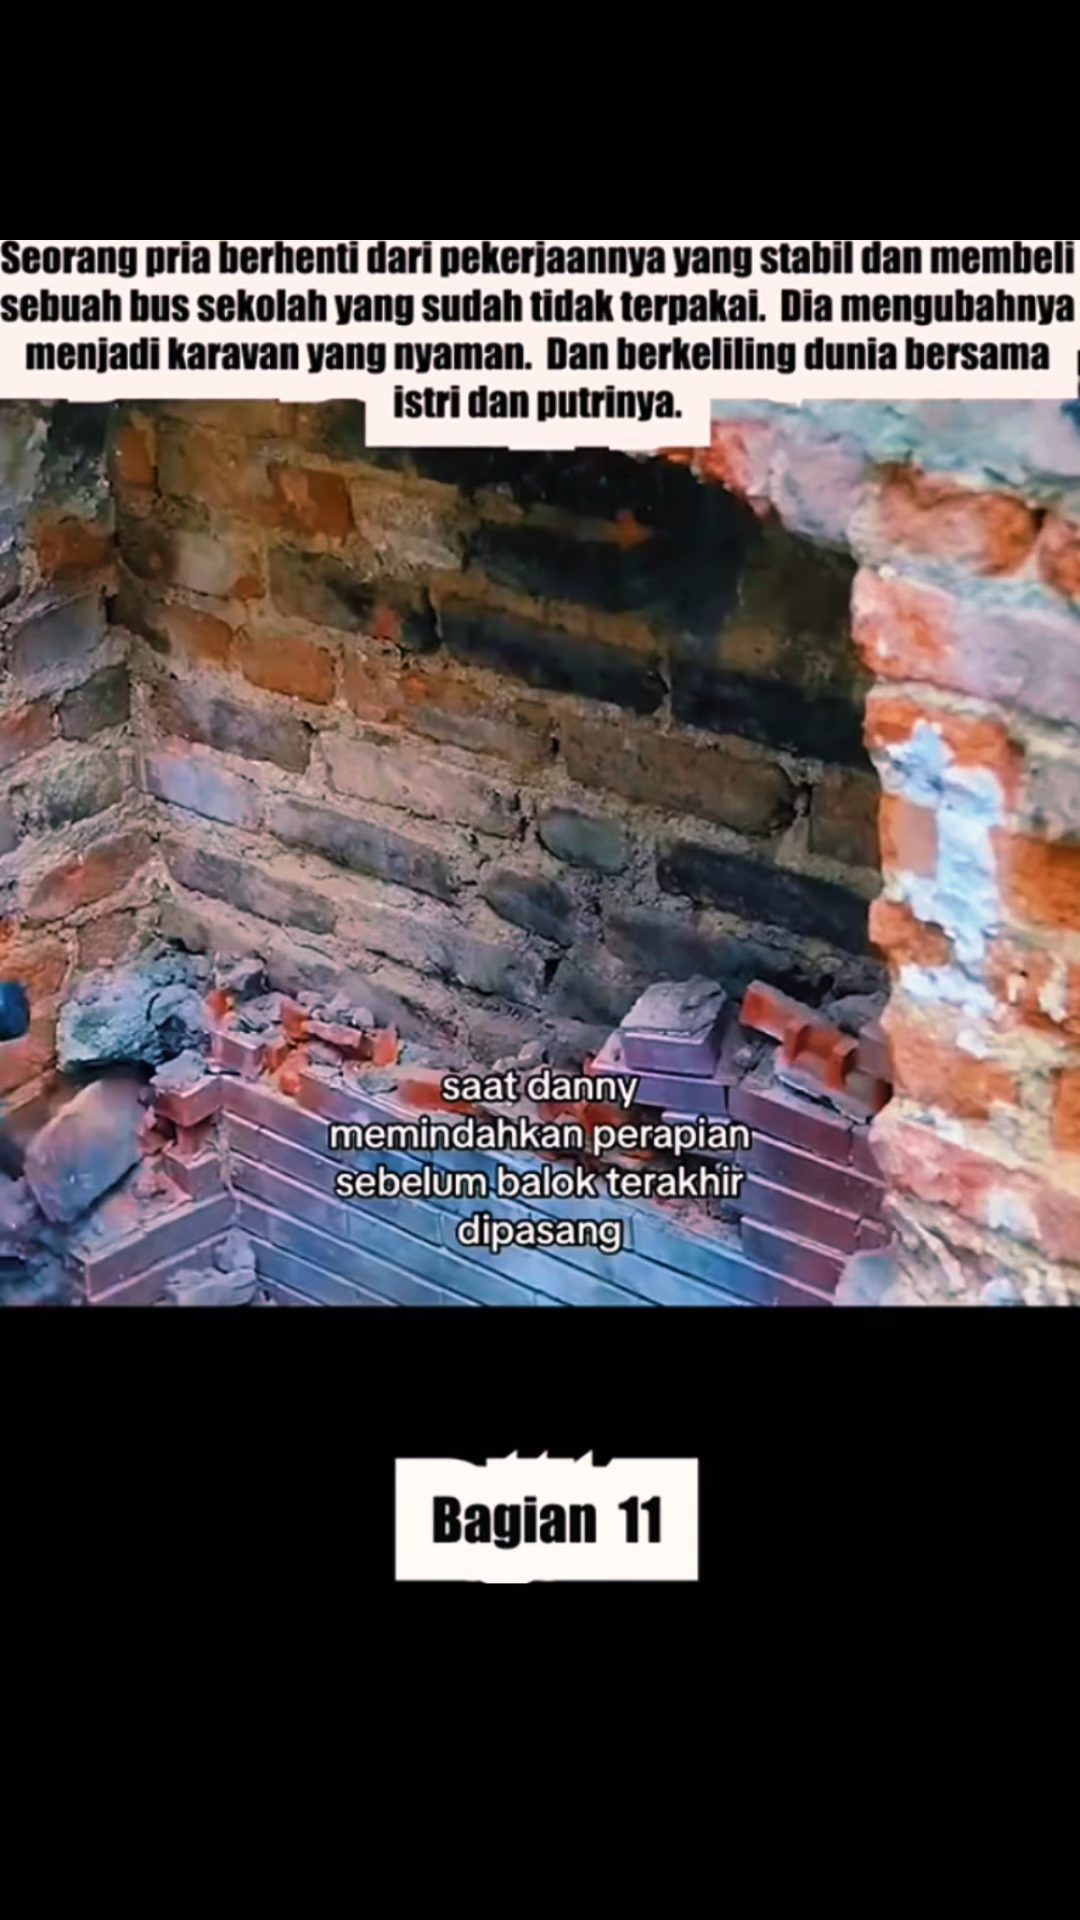 Seorang pria berhenti dari pekerjaannya yang stabil dan membeli
sebuah bus sekolah yang sudah tidak terpakai. Dia mengubahnya
menjadi karavan yang nyaman. Dan berkeliling dunia bersama
istri dan putrinya.
saat danny
memindahkan perapian
sebelum balok terakhir
dipasang
Bagian 11